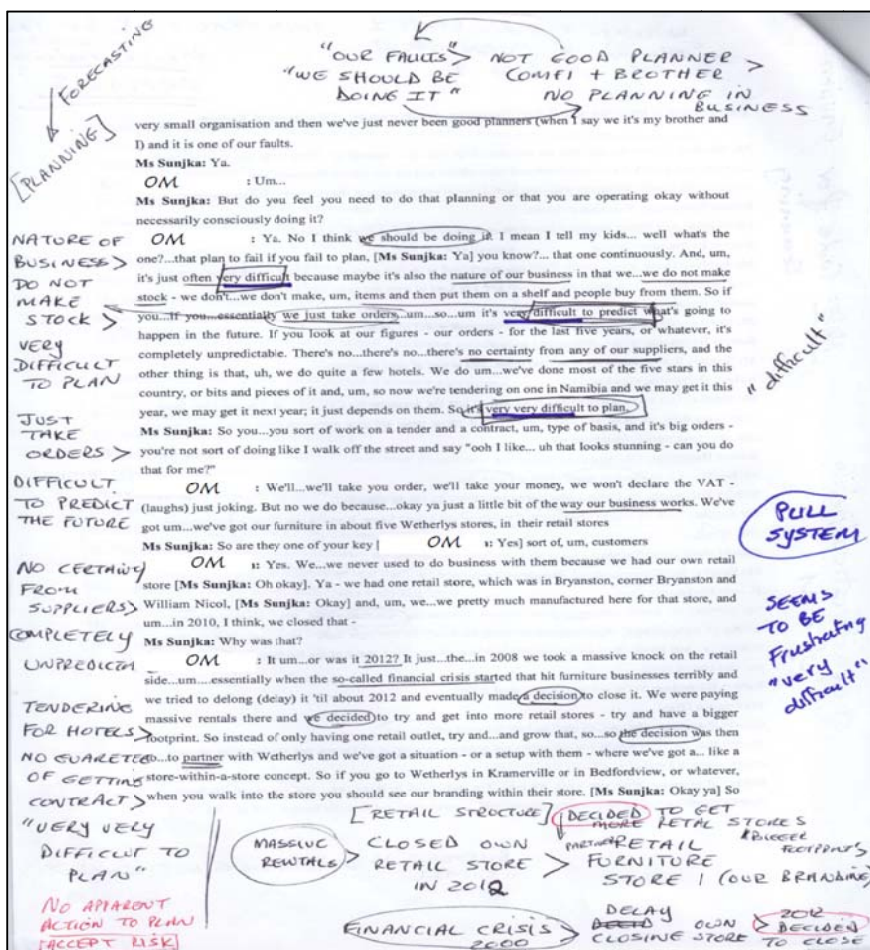 FORECASTING
[PLANNING]
"OUR FAULTS" > NOT GOOD PLANNER >
"WE SHOULD BE COMFI + BROTHER
DOING IT" NO PLANNING IN
BUSINESS
very small organisation and then we've just never been good planners (when I say we it's my brother and
I) and it is one of our faults.
Ms Sunjka: Ya.
OM : Um...
Ms Sunjka: But do you feel you need to do that planning or that you are operating okay without
necessarily consciously doing it?
OM : Ya. No I think we should be doing it. I mean I tell my kids... well what's the
one?...that plan to fail if you fail to plan, [Ms Sunjka: Ya] you know?... that one continuously. And, um,
it's just often very difficult because maybe it's also the nature of our business in that we...we do not make
stock - we don't...we don't make, um, items and then put them on a shelf and people buy from them. So if
you...If you...essentially we just take orders...um...so...um it's very difficult to predict what's going to
happen in the future. If you look at our figures - our orders - for the last five years, or whatever, it's
completely unpredictable. There's no...there's no...there's no certainty from any of our suppliers, and the
other thing is that, uh, we do quite a few hotels. We do um...we've done most of the five stars in this
country, or bits and pieces of it and, um, so now we're tendering on one in Namibia and we may get it this
year, we may get it next year; it just depends on them. So it's very very difficult to plan.
Ms Sunjka: So you...you sort of work on a tender and a contract, um, type of basis, and it's big orders -
you're not sort of doing like I walk off the street and say "ooh I like... uh that looks stunning - can you do
that for me?"
OM : We'll...we'll take you order, we'll take your money, we won't declare the VAT -
(laughs) just joking. But no we do because...okay ya just a little bit of the way our business works. We've
got um...we've got our furniture in about five Wetherlys stores, in their retail stores
Ms Sunjka: So are they one of your key [ OM : Yes] sort of, um, customers
OM : Yes. We...we never used to do business with them because we had our own retail
store [Ms Sunjka: Oh okay]. Ya - we had one retail store, which was in Bryanston, corner Bryanston and
William Nicol, [Ms Sunjka: Okay] and, um, we...we pretty much manufactured here for that store, and
um...in 2010, I think, we closed that -
Ms Sunjka: Why was that?
OM : It um...or was it 2012? It just...the...in 2008 we took a massive knock on the retail
side...um....essentially when the so-called financial crisis started that hit furniture businesses terribly and
we tried to delong (delay) it 'til about 2012 and eventually made a decision to close it. We were paying
massive rentals there and we decided to try and get into more retail stores - try and have a bigger
footprint. So instead of only having one retail outlet, try and...and grow that, so...so the decision was then
to...to partner with Wetherlys and we've got a situation - or a setup with them - where we've got a... like a
store-within-a-store concept. So if you go to Wetherlys in Kramerville or in Bedfordview, or whatever,
when you walk into the store you should see our branding within their store. [Ms Sunjka: Okay ya] So
NATURE OF
BUSINESS >
DO NOT
MAKE
STOCK >
VERY
DIFFICULT
TO PLAN
JUST
TAKE
ORDERS >
DIFFICULT
TO PREDICT
THE FUTURE
NO CERTAINTY
FROM
SUPPLIERS >
COMPLETELY
UNPREDICTA
TENDERING
FOR HOTELS >
NO GUARETEE
OF GETTING
CONTRACT >
"VERY VERY
DIFFICULT TO
PLAN"
NO APPARENT
ACTION TO PLAN
[ACCEPT RISK]
"difficult"
PULL
SYSTEM
SEEMS
TO BE
Frustrating
"very
difficult"
[RETAIL STRUCTURE] DECIDED TO GET
MORE RETAIL STORES
& BIGGER
FOOTPRINTS
MASSIVE
RENTALS > CLOSED OWN
RETAIL STORE
IN 2012 >
PARTNER RETAIL
FURNITURE
STORE | (OUR BRANDING)
FINANCIAL CRISIS
2000 > DELAY
OWN
CLOSING STORE > 2012
DECIDED
TO CLOSE